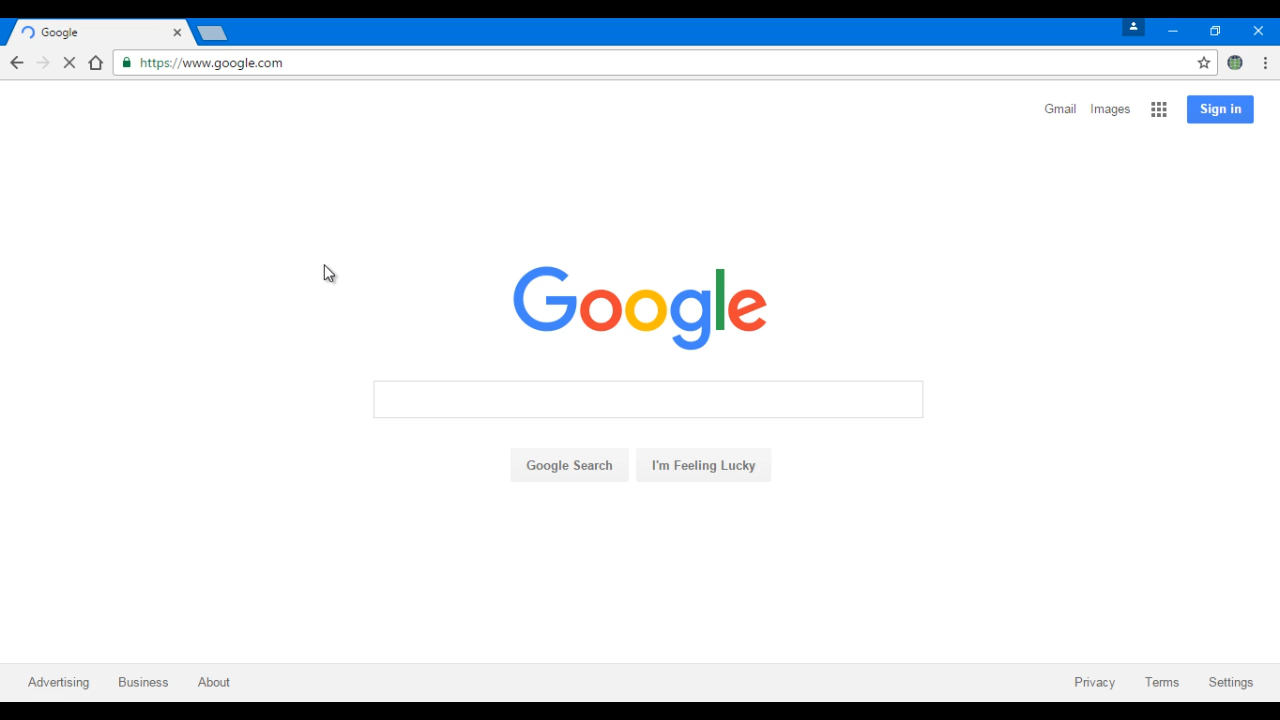 Google
https://www.google.com
Gmail Images Sign in
Google
Google Search I'm Feeling Lucky
Advertising Business About Privacy Terms Settings